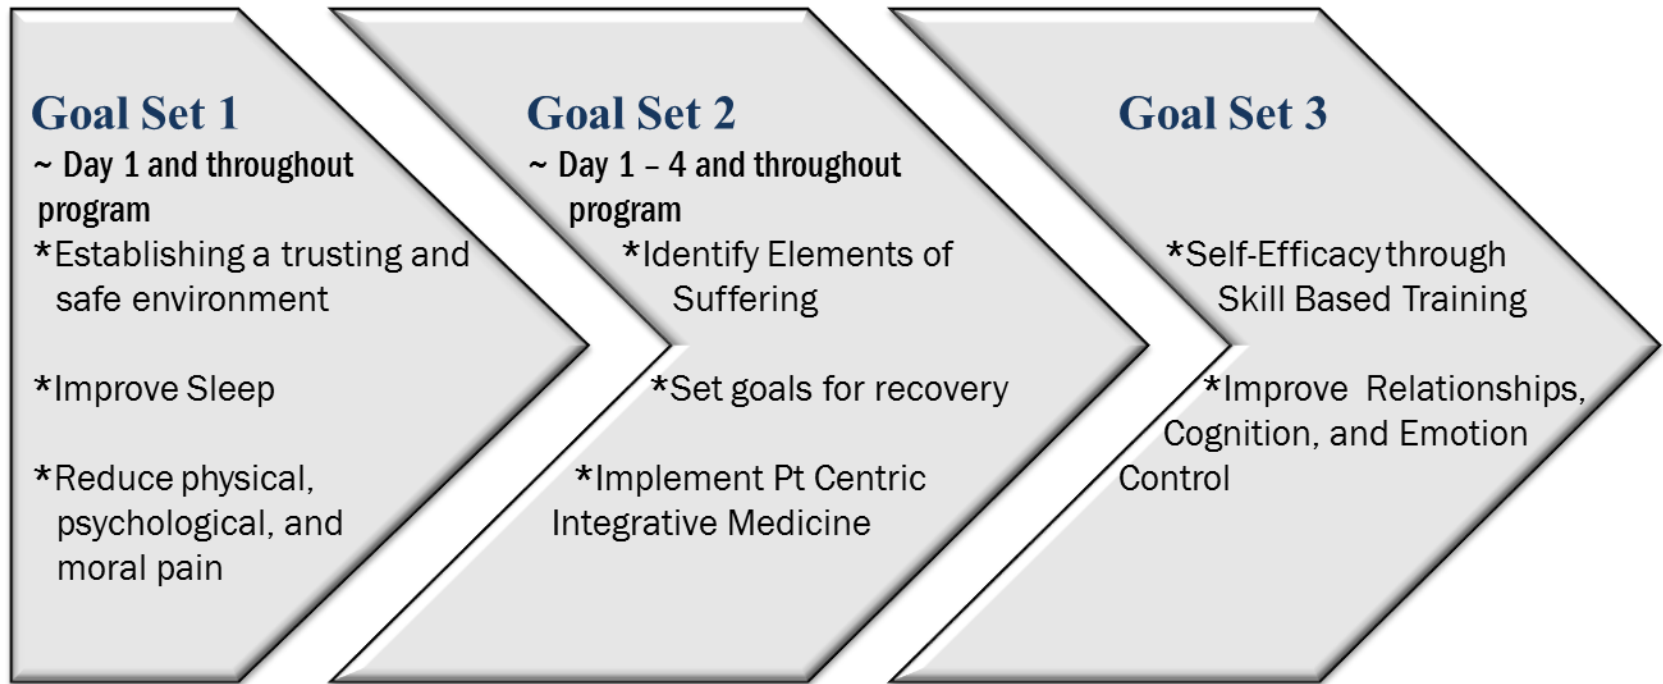 Goal Set 1
~ Day 1 and throughout
program
*Establishing a trusting and
safe environment
*Improve Sleep
*Reduce physical,
psychological, and
moral pain
Goal Set 2
~ Day 1 – 4 and throughout
program
*Identify Elements of
Suffering
*Set goals for recovery
*Implement Pt Centric
Integrative Medicine
Goal Set 3
*Self-Efficacy through
Skill Based Training
*Improve Relationships,
Cognition, and Emotion
Control